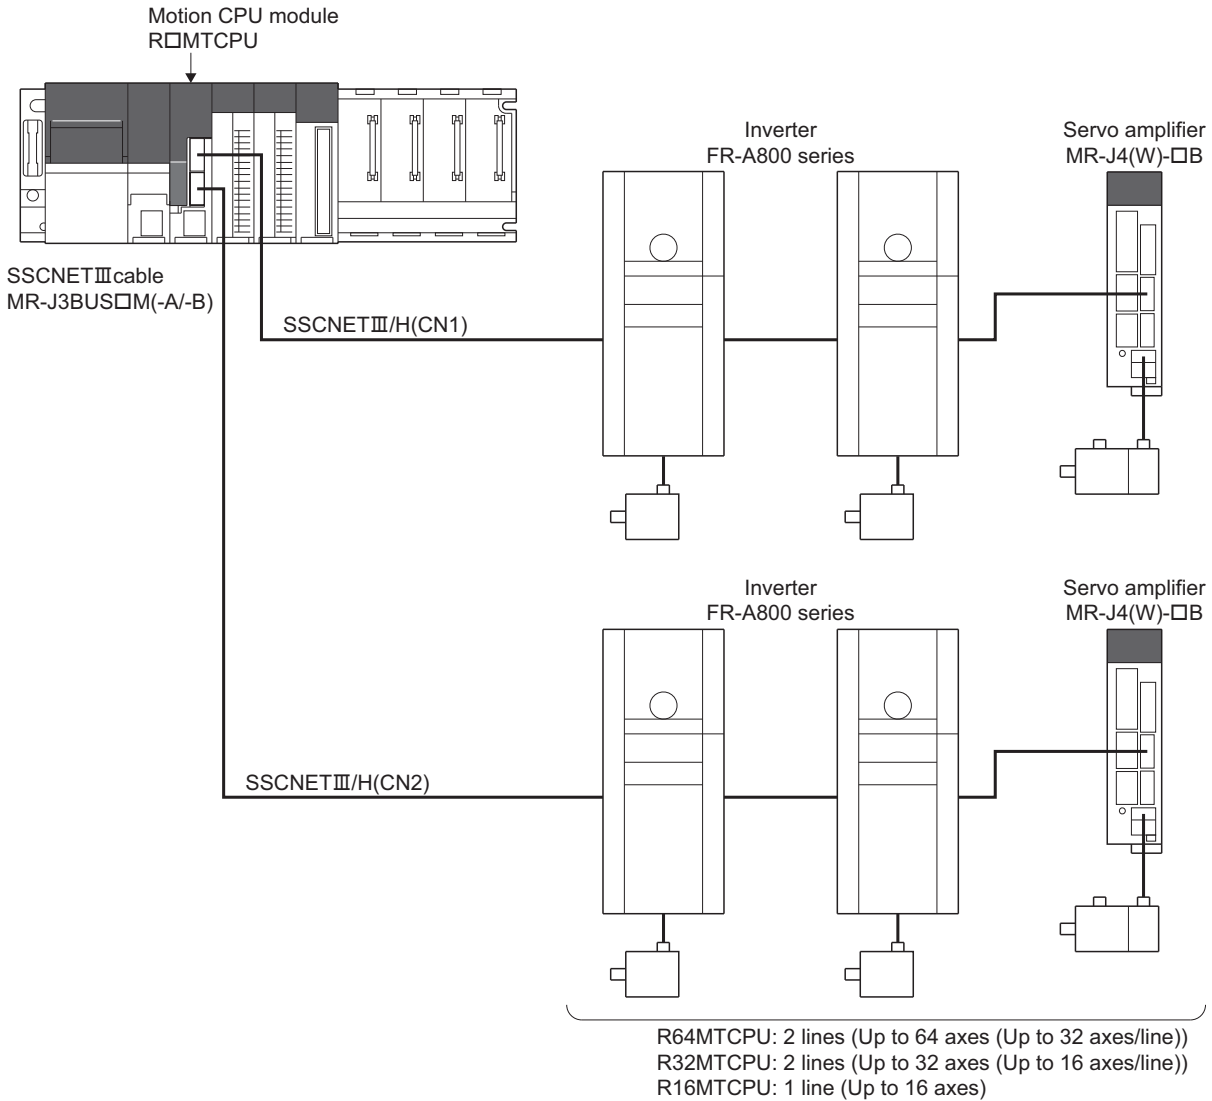 Motion CPU module
R□MTCPU
Inverter
FR-A800 series
Servo amplifier
MR-J4(W)-□B
SSCNETⅢcable
MR-J3BUS□M(-A/-B)
SSCNETⅢ/H(CN1)
Inverter
FR-A800 series
Servo amplifier
MR-J4(W)-□B
SSCNETⅢ/H(CN2)
R64MTCPU: 2 lines (Up to 64 axes (Up to 32 axes/line))
R32MTCPU: 2 lines (Up to 32 axes (Up to 16 axes/line))
R16MTCPU: 1 line (Up to 16 axes)